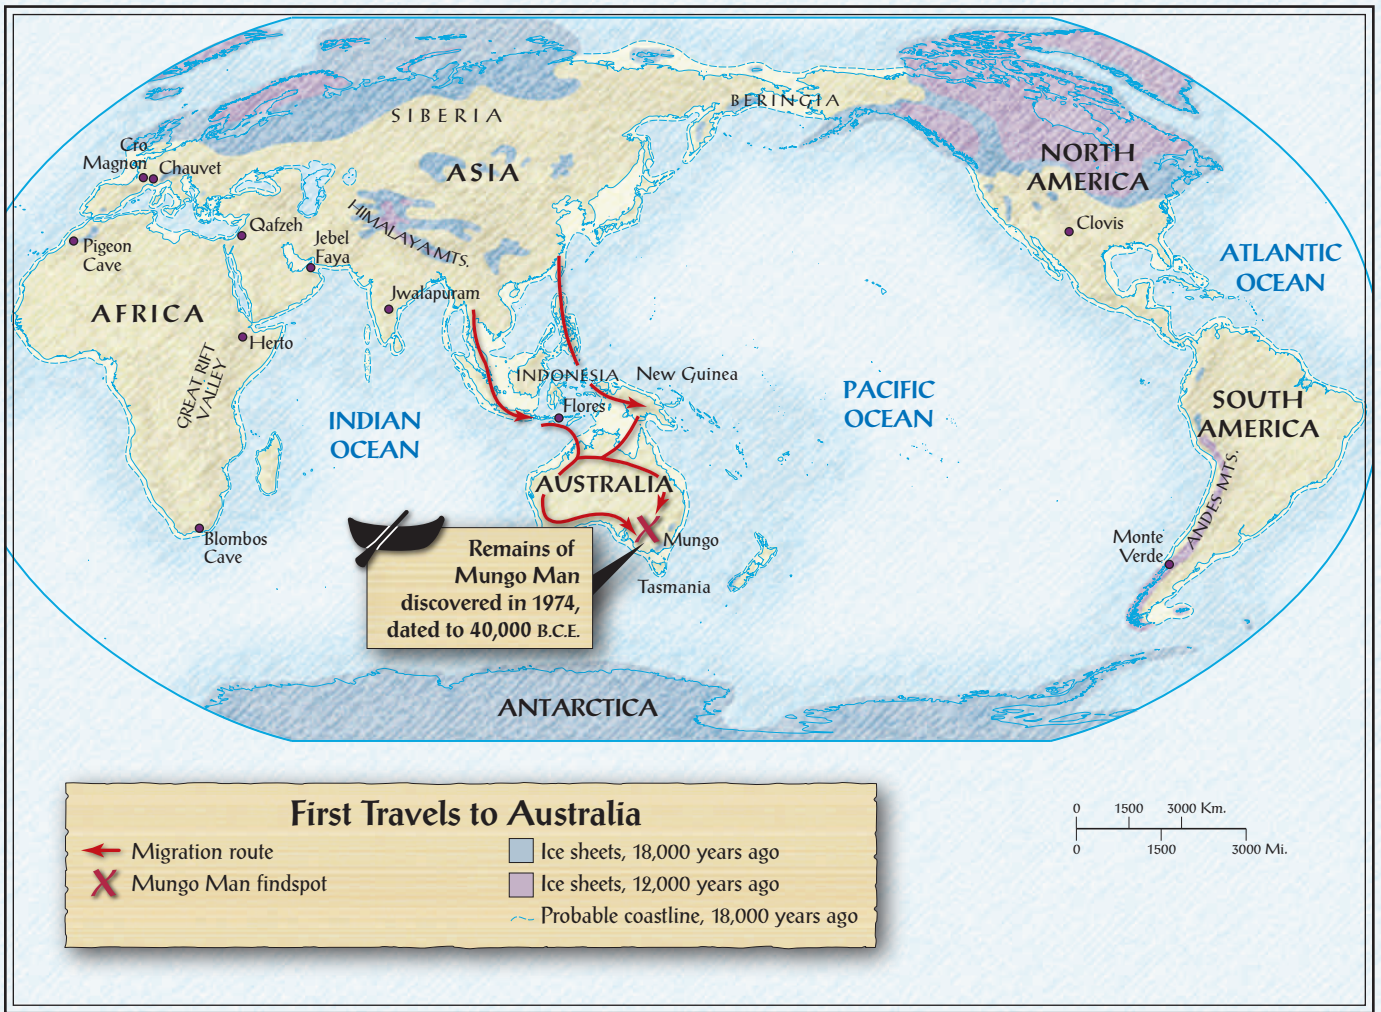 SIBERIA
BERINGIA
Cro
Magnon
Chauvet
ASIA
NORTH
AMERICA
HIMALAYA MTS.
Qafzeh
Clovis
Pigeon
Cave
Jebel
Faya
ATLANTIC
OCEAN
Jwalapuram
AFRICA
Herto
GREAT RIFT
VALLEY
INDONESIA
New Guinea
PACIFIC
OCEAN
Flores
SOUTH
AMERICA
INDIAN
OCEAN
AUSTRALIA
ANDES MTS.
Blombos
Cave
Mungo
Monte
Verde
Remains of
Mungo Man
discovered in 1974,
dated to 40,000 B.C.E.
Tasmania
ANTARCTICA
First Travels to Australia
Migration route
X Mungo Man findspot
Ice sheets, 18,000 years ago
Ice sheets, 12,000 years ago
Probable coastline, 18,000 years ago
0 1500 3000 Km.
0 1500 3000 Mi.